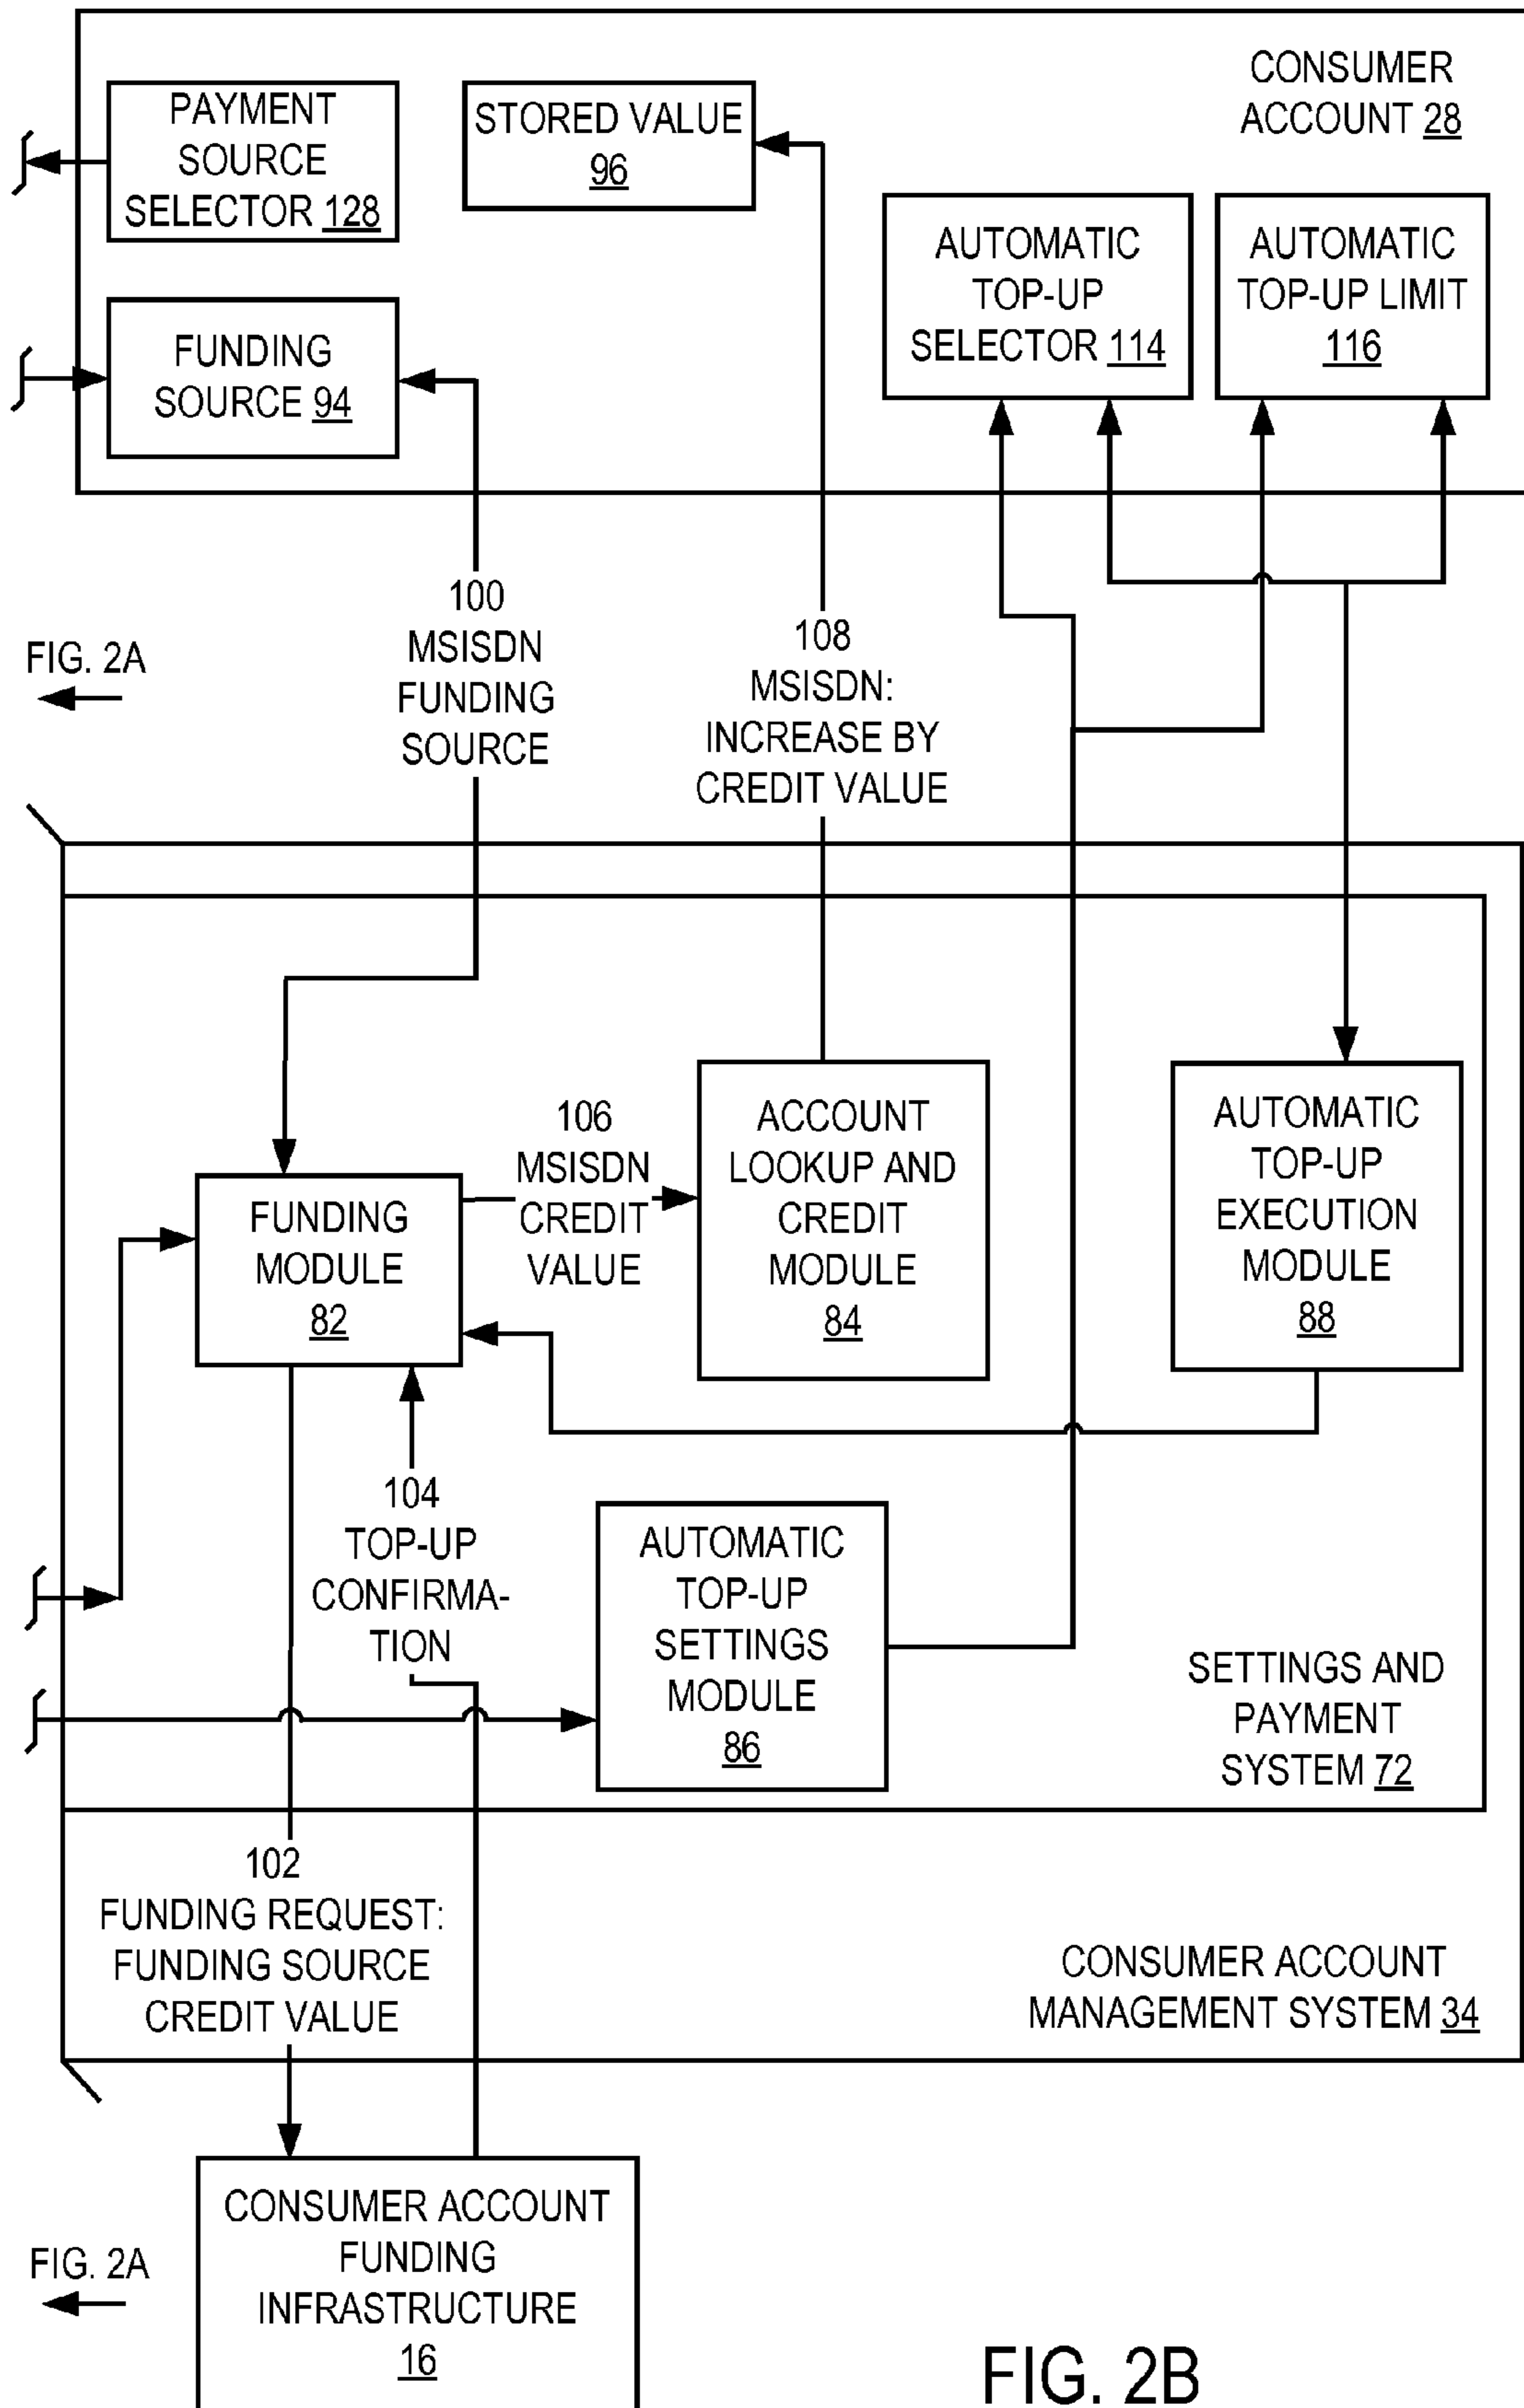 CONSUMER
ACCOUNT 28
PAYMENT
SOURCE
SELECTOR 128
STORED VALUE
96
AUTOMATIC
TOP-UP
SELECTOR 114
AUTOMATIC
TOP-UP LIMIT
116
FUNDING
SOURCE 94
100
MSISDN
FUNDING
SOURCE
108
MSISDN:
INCREASE BY
CREDIT VALUE
FIG. 2A
106
MSISDN
CREDIT
VALUE
ACCOUNT
LOOKUP AND
CREDIT
MODULE
84
AUTOMATIC
TOP-UP
EXECUTION
MODULE
88
FUNDING
MODULE
82
104
TOP-UP
CONFIRMA-
TION
AUTOMATIC
TOP-UP
SETTINGS
MODULE
86
SETTINGS AND
PAYMENT
SYSTEM 72
102
FUNDING REQUEST:
FUNDING SOURCE
CREDIT VALUE
CONSUMER ACCOUNT
MANAGEMENT SYSTEM 34
CONSUMER ACCOUNT
FUNDING
INFRASTRUCTURE
16
FIG. 2A
FIG. 2B